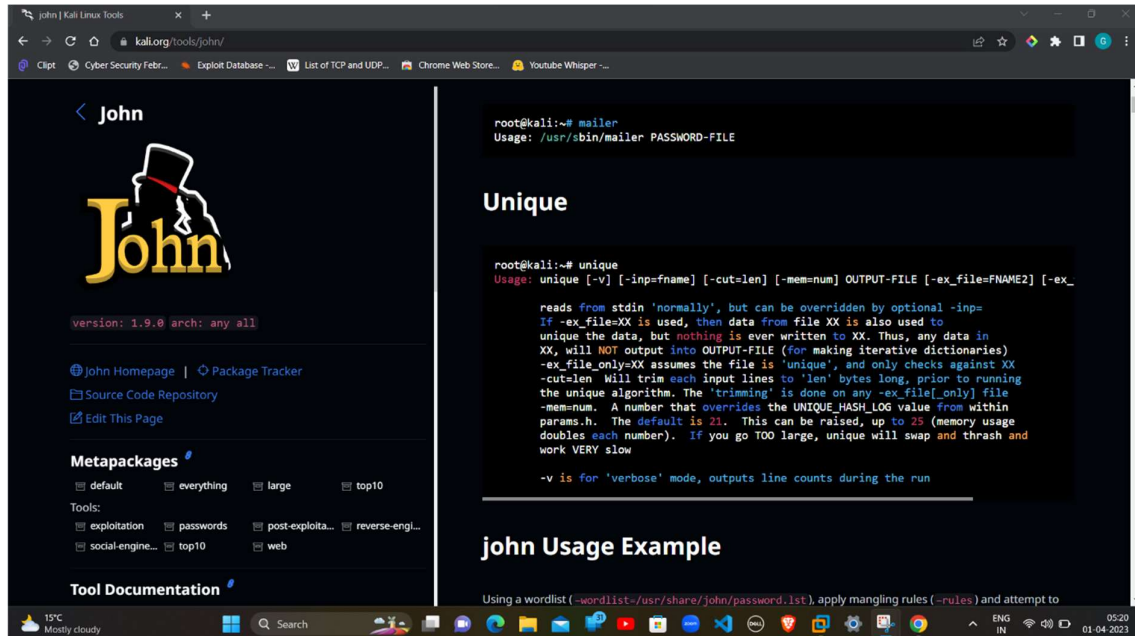 john | Kali Linux Tools
kali.org/tools/john/
G
Clipt
Cyber Security Febr...
Exploit Database -...
W List of TCP and UDP...
Chrome Web Store...
Youtube Whisper -...
John
John
version: 1.9.0 arch: any all
John Homepage | Package Tracker
Source Code Repository
Edit This Page
Metapackages
default everything large top10
Tools:
exploitation passwords post-exploita... reverse-engi...
social-engine... top10 web
Tool Documentation
root@kali:~# mailer
Usage: /usr/sbin/mailer PASSWORD-FILE
Unique
root@kali:~# unique
Usage: unique [-v] [-inp=fname] [-cut=len] [-mem=num] OUTPUT-FILE [-ex_file=FNAME2] [-ex_
reads from stdin 'normally', but can be overridden by optional -inp=
If -ex_file=XX is used, then data from file XX is also used to
unique the data, but nothing is ever written to XX. Thus, any data in
XX, will NOT output into OUTPUT-FILE (for making iterative dictionaries)
-ex_file_only=XX assumes the file is 'unique', and only checks against XX
-cut=len Will trim each input lines to 'len' bytes long, prior to running
the unique algorithm. The 'trimming' is done on any -ex_file[_only] file
-mem=num. A number that overrides the UNIQUE_HASH_LOG value from within
params.h. The default is 21. This can be raised, up to 25 (memory usage
doubles each number). If you go TOO large, unique will swap and thrash and
work VERY slow
-v is for 'verbose' mode, outputs line counts during the run
john Usage Example
Using a wordlist (–wordlist=/usr/share/john/password.lst), apply mangling rules (–rules) and attempt to
15°C
Mostly cloudy
Search
ENG
IN
05:20
01-04-2023